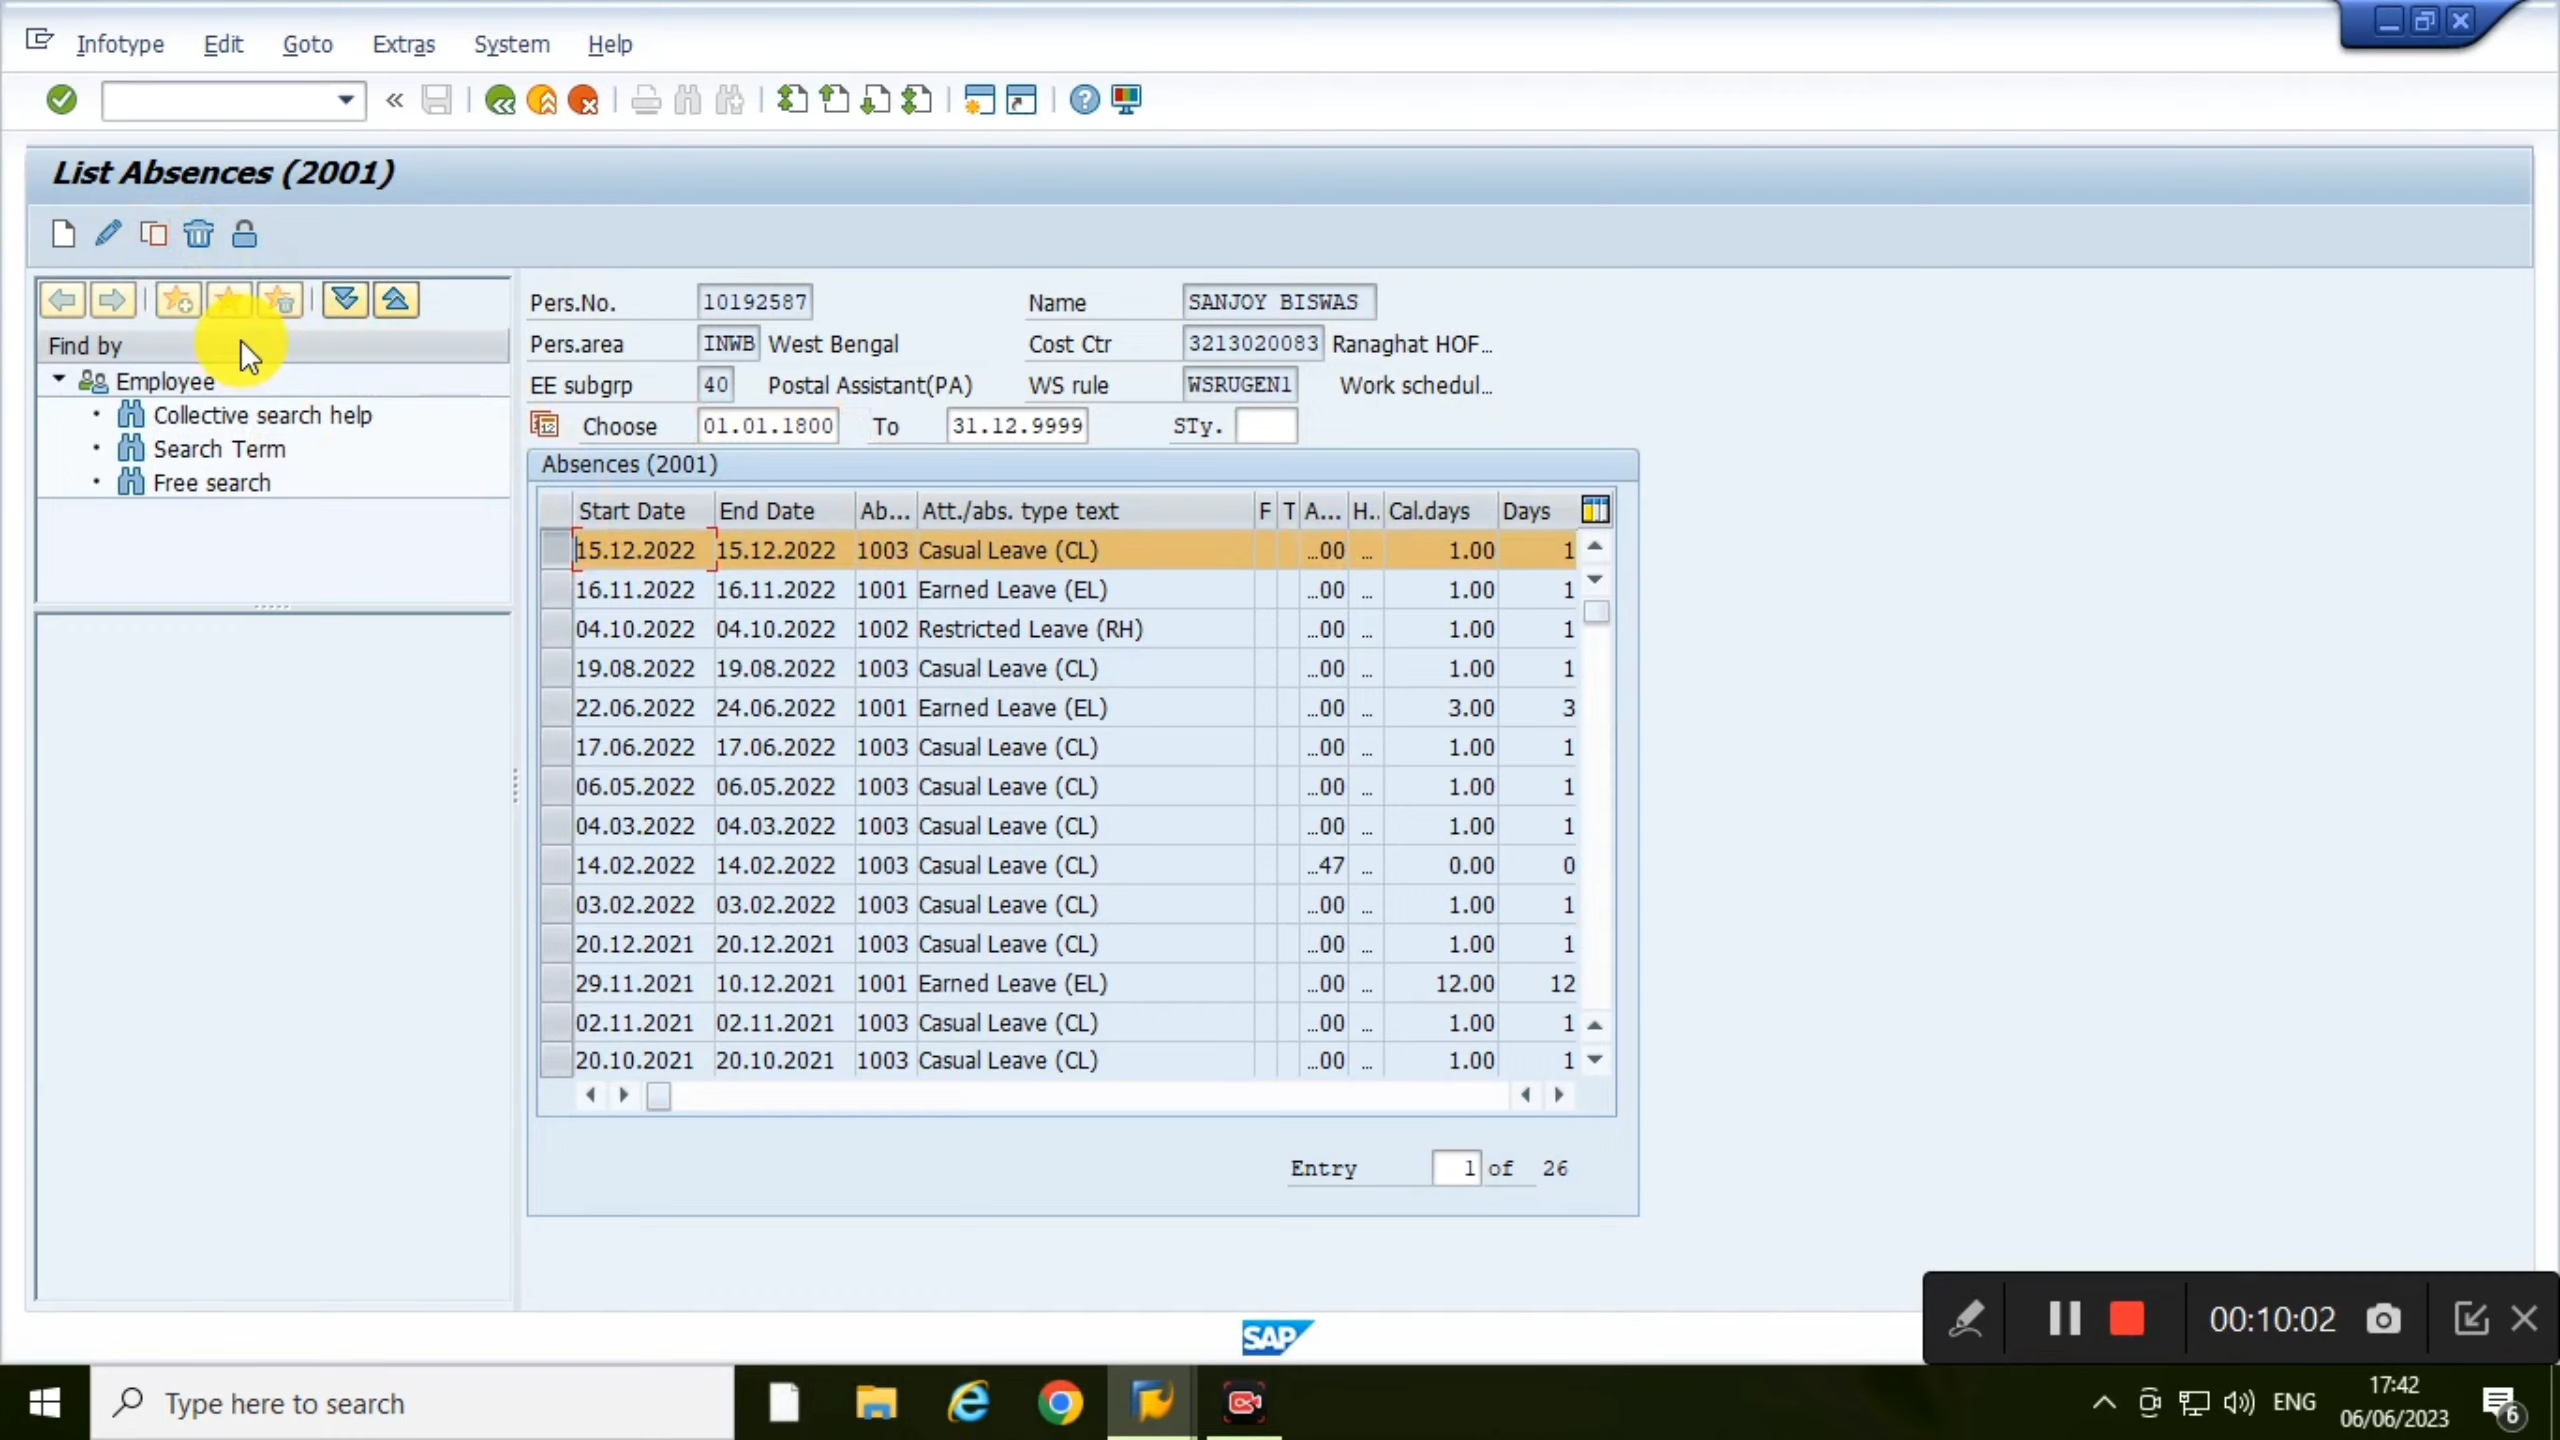 Infotype Edit Goto Extras System Help
List Absences (2001)
Find by
Employee
Collective search help
Search Term
Free search
Pers.No. 10192587 Name SANJOY BISWAS
Pers.area INWB West Bengal Cost Ctr 3213020083 Ranaghat HOF…
EE subgrp 40 Postal Assistant(PA) WS rule WSRUGEN1 Work schedul…
12 Choose 01.01.1800 To 31.12.9999 STy.
Absences (2001)
Start Date End Date Ab... Att./abs. type text F T A... H.. Cal.days Days
15.12.2022 15.12.2022 1003 Casual Leave (CL) …00 … 1.00 1
16.11.2022 16.11.2022 1001 Earned Leave (EL) …00 … 1.00 1
04.10.2022 04.10.2022 1002 Restricted Leave (RH) …00 … 1.00 1
19.08.2022 19.08.2022 1003 Casual Leave (CL) …00 … 1.00 1
22.06.2022 24.06.2022 1001 Earned Leave (EL) …00 … 3.00 3
17.06.2022 17.06.2022 1003 Casual Leave (CL) …00 … 1.00 1
06.05.2022 06.05.2022 1003 Casual Leave (CL) …00 … 1.00 1
04.03.2022 04.03.2022 1003 Casual Leave (CL) …00 … 1.00 1
14.02.2022 14.02.2022 1003 Casual Leave (CL) …47 … 0.00 0
03.02.2022 03.02.2022 1003 Casual Leave (CL) …00 … 1.00 1
20.12.2021 20.12.2021 1003 Casual Leave (CL) …00 … 1.00 1
29.11.2021 10.12.2021 1001 Earned Leave (EL) …00 … 12.00 12
02.11.2021 02.11.2021 1003 Casual Leave (CL) …00 … 1.00 1
20.10.2021 20.10.2021 1003 Casual Leave (CL) …00 … 1.00 1
Entry 1 of 26
SAP
00:10:02
Type here to search
ENG
17:42
06/06/2023
6